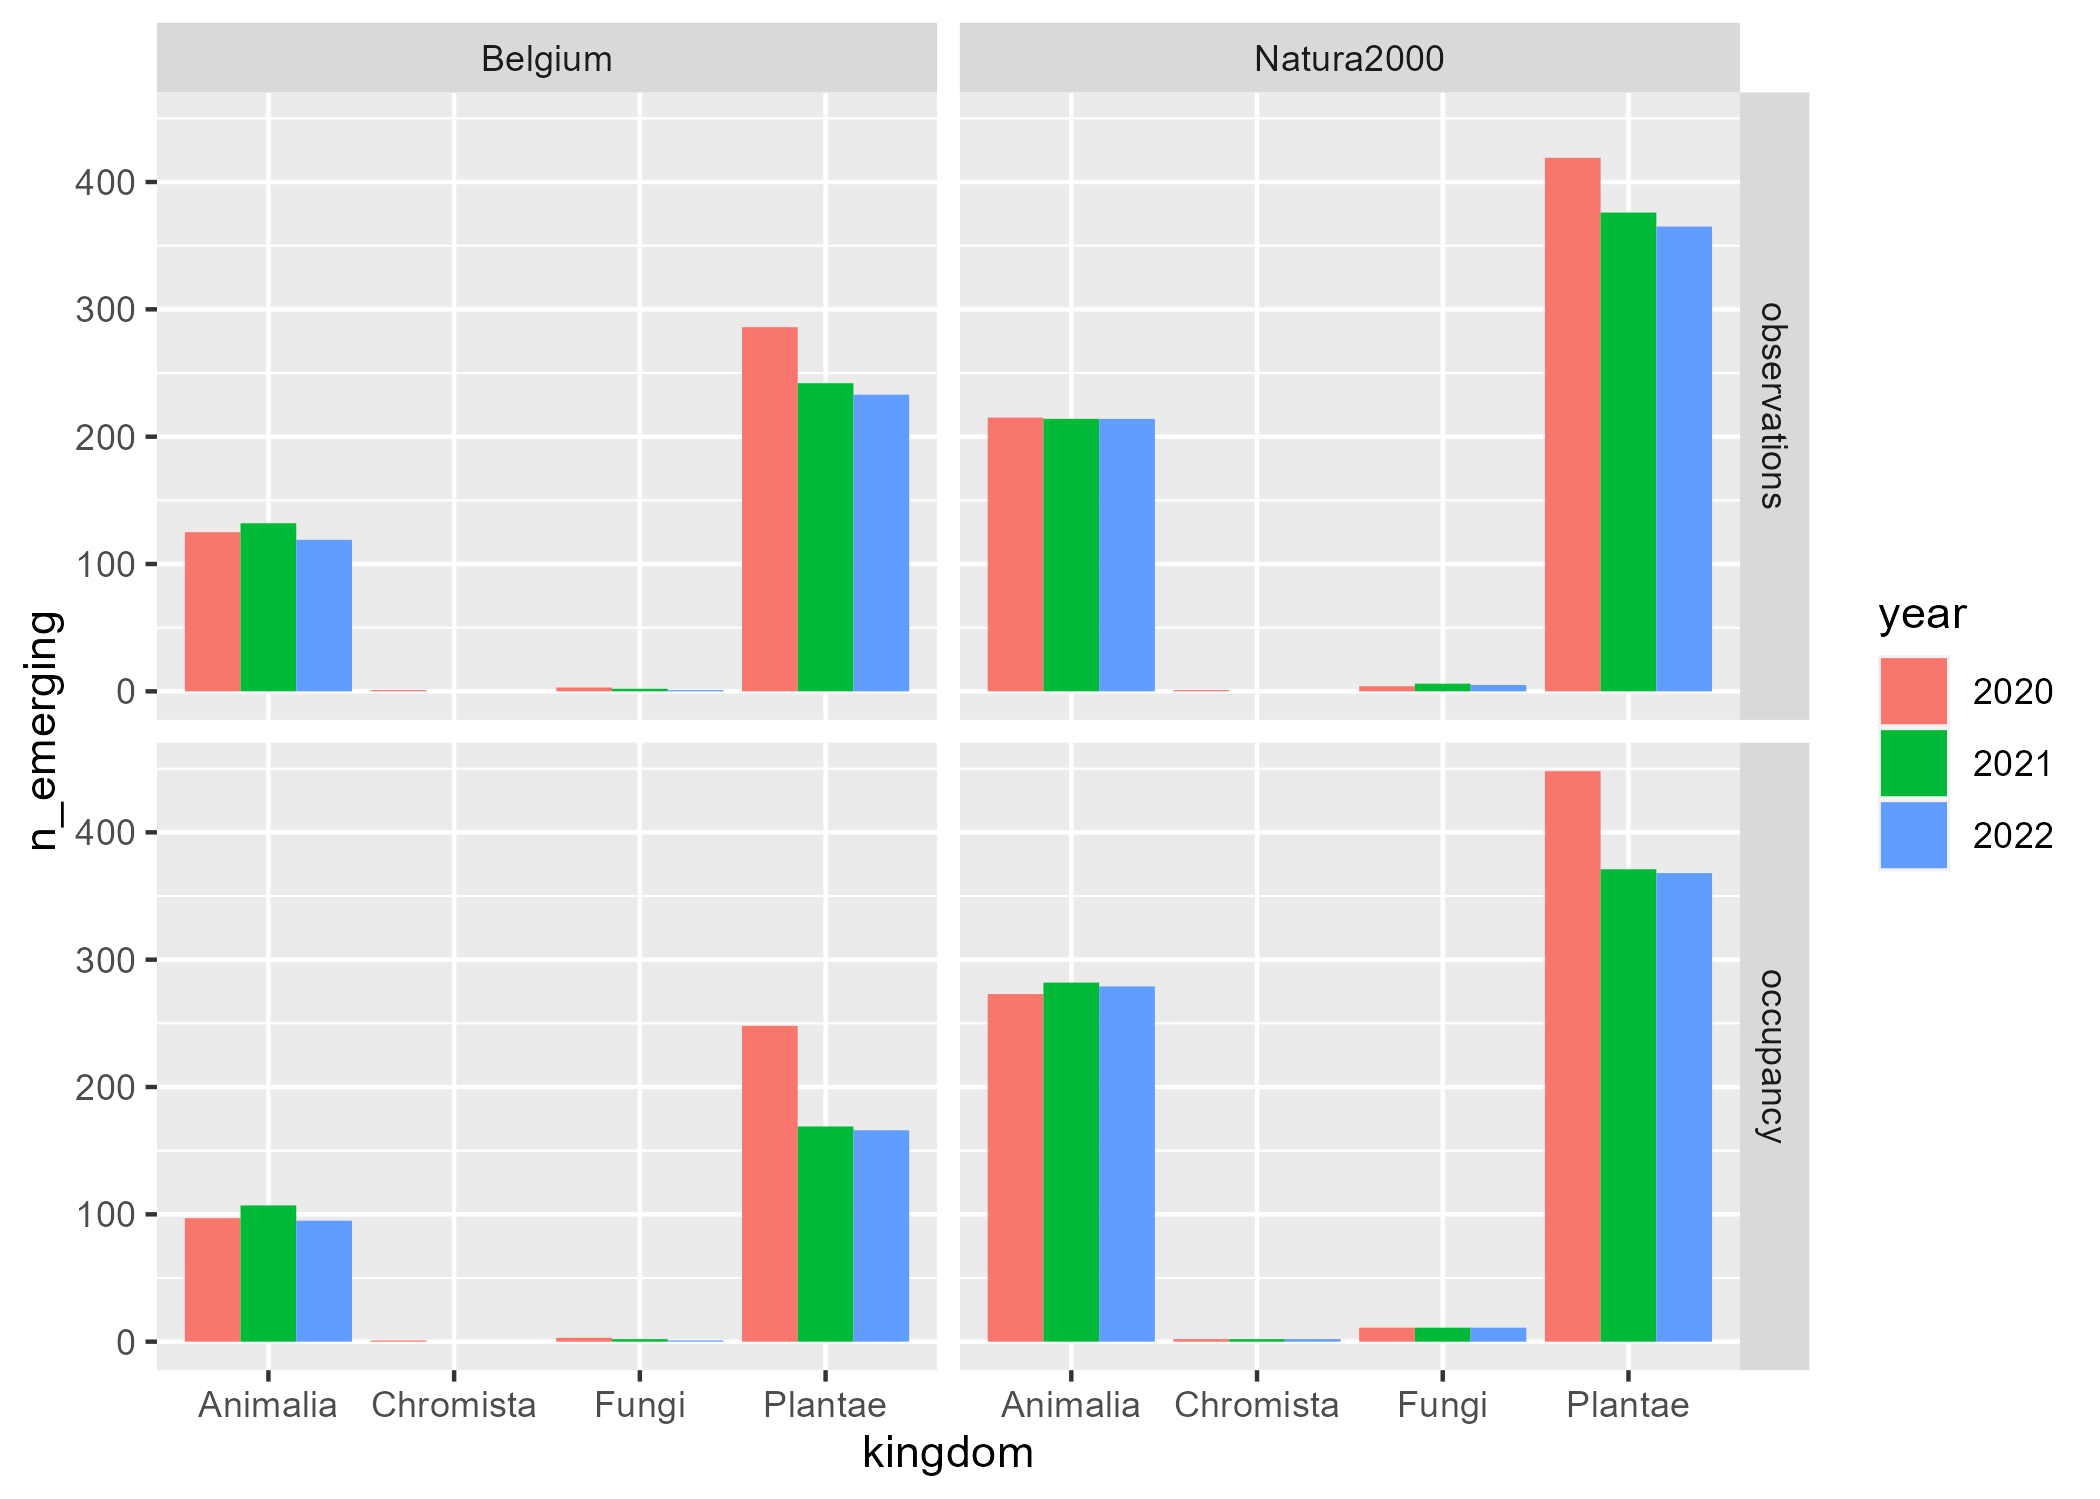 Belgium
Natura2000
400
300
200
100
0
observations
400
300
200
100
0
occupancy
Animalia
Chromista
Fungi
Plantae
Animalia
Chromista
Fungi
Plantae
kingdom
n_emerging
year
2020
2021
2022